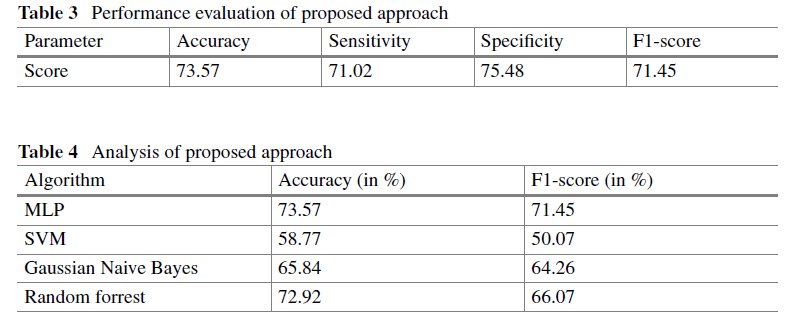 Table 3 Performance evaluation of proposed approach
Parameter Accuracy Sensitivity Specificity F1-score
Score 73.57 71.02 75.48 71.45
Table 4 Analysis of proposed approach
Algorithm Accuracy (in %) F1-score (in %)
MLP 73.57 71.45
SVM 58.77 50.07
Gaussian Naive Bayes 65.84 64.26
Random forrest 72.92 66.07